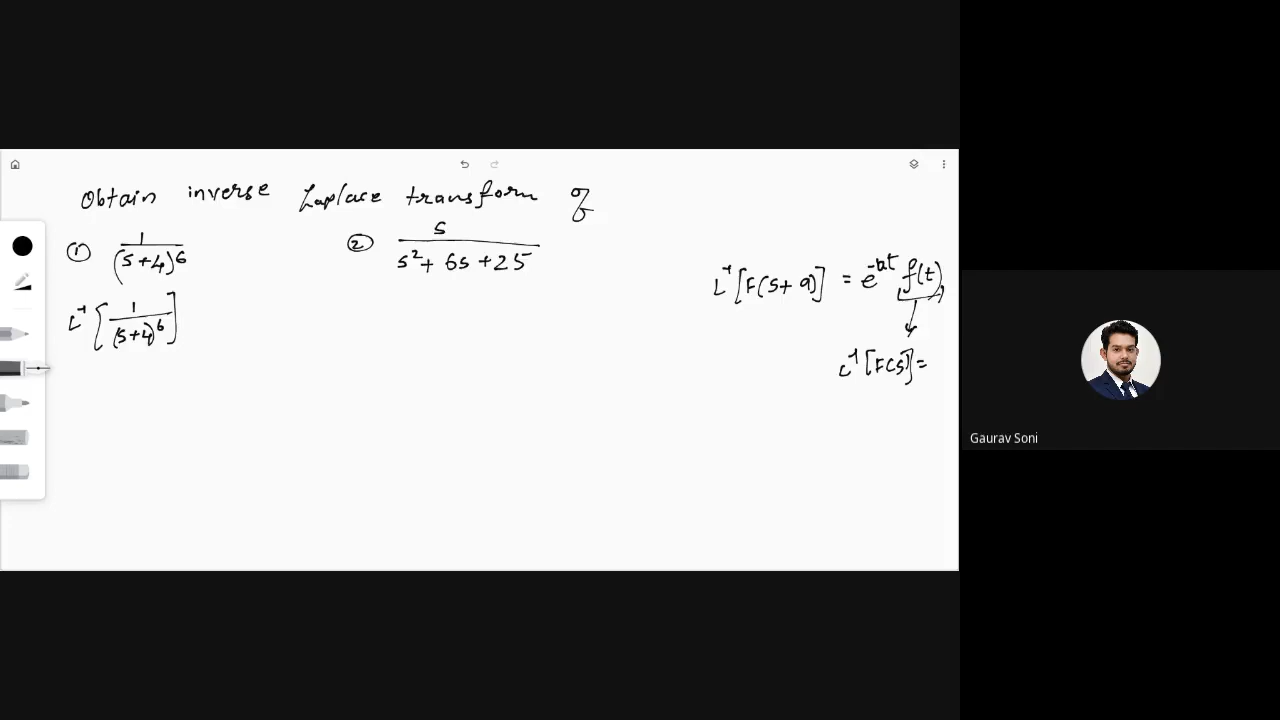 Obtain inverse Laplace transform of
① 1/(s+4)^6 ② s/(s²+6s+25)
L⁻¹[1/(s+4)^6]
L⁻¹[F(s+a)] = e^-at f(t)
L⁻¹[F(s)] =
Gaurav Soni